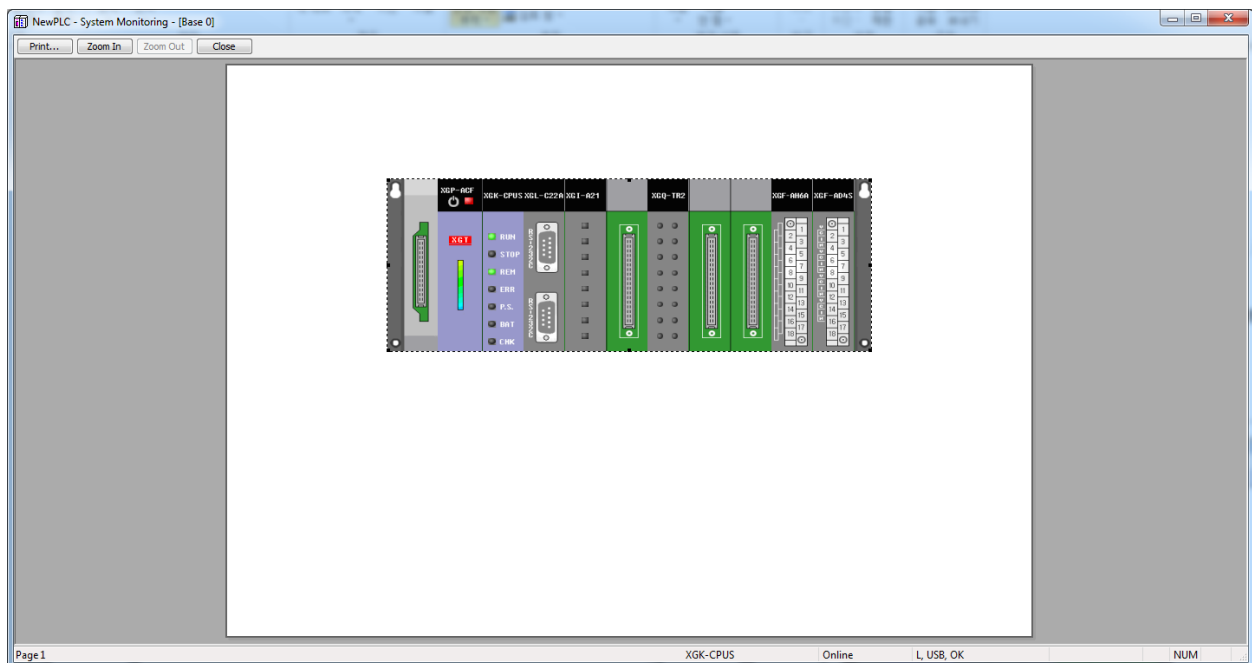 NewPLC - System Monitoring - [Base 0]
Print... Zoom In Zoom Out Close
XGP-ACF XGK-CPUS XGL-C22A XGI-A21 XGQ-TR2 XGF-AH6A XGF-AD4S
XGT
RUN
STOP
REM
ERR
P.S.
BAT
CHK
RS-232C
1
2
3
4
5
6
7
8
9
10
11
12
13
14
15
16
17
18
1
2
3
4
5
6
7
8
9
10
11
12
13
14
15
16
17
18
Page 1 XGK-CPUS Online L, USB, OK NUM